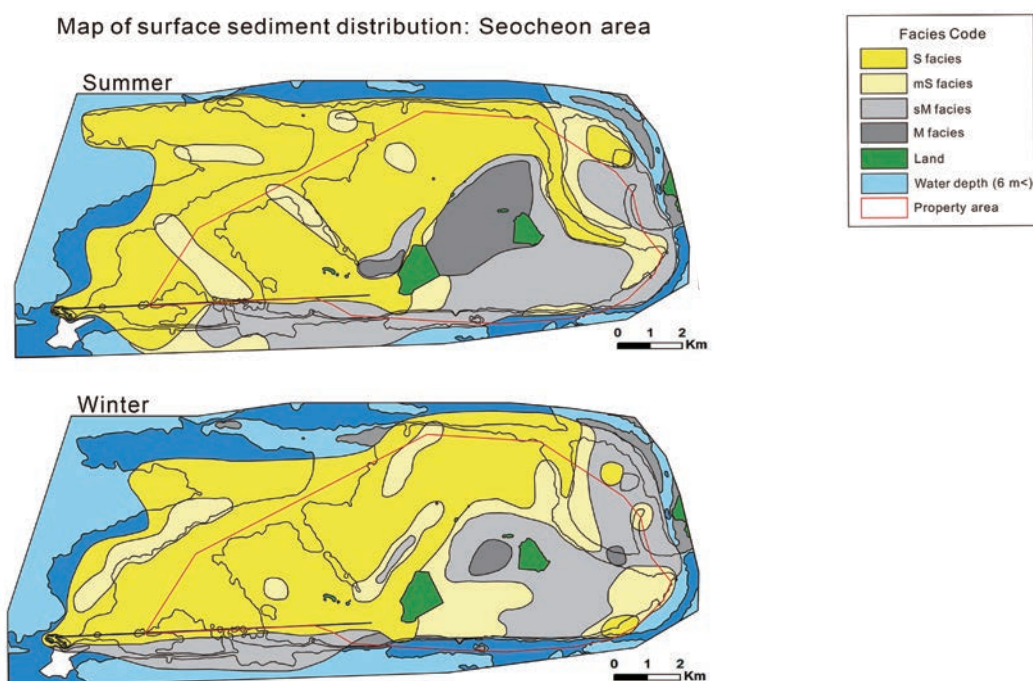 Map of surface sediment distribution: Seocheon area
Summer
0 1 2
Km
Winter
0 1 2
Km
Facies Code
S facies
mS facies
sM facies
M facies
Land
Water depth (6 m<)
Property area